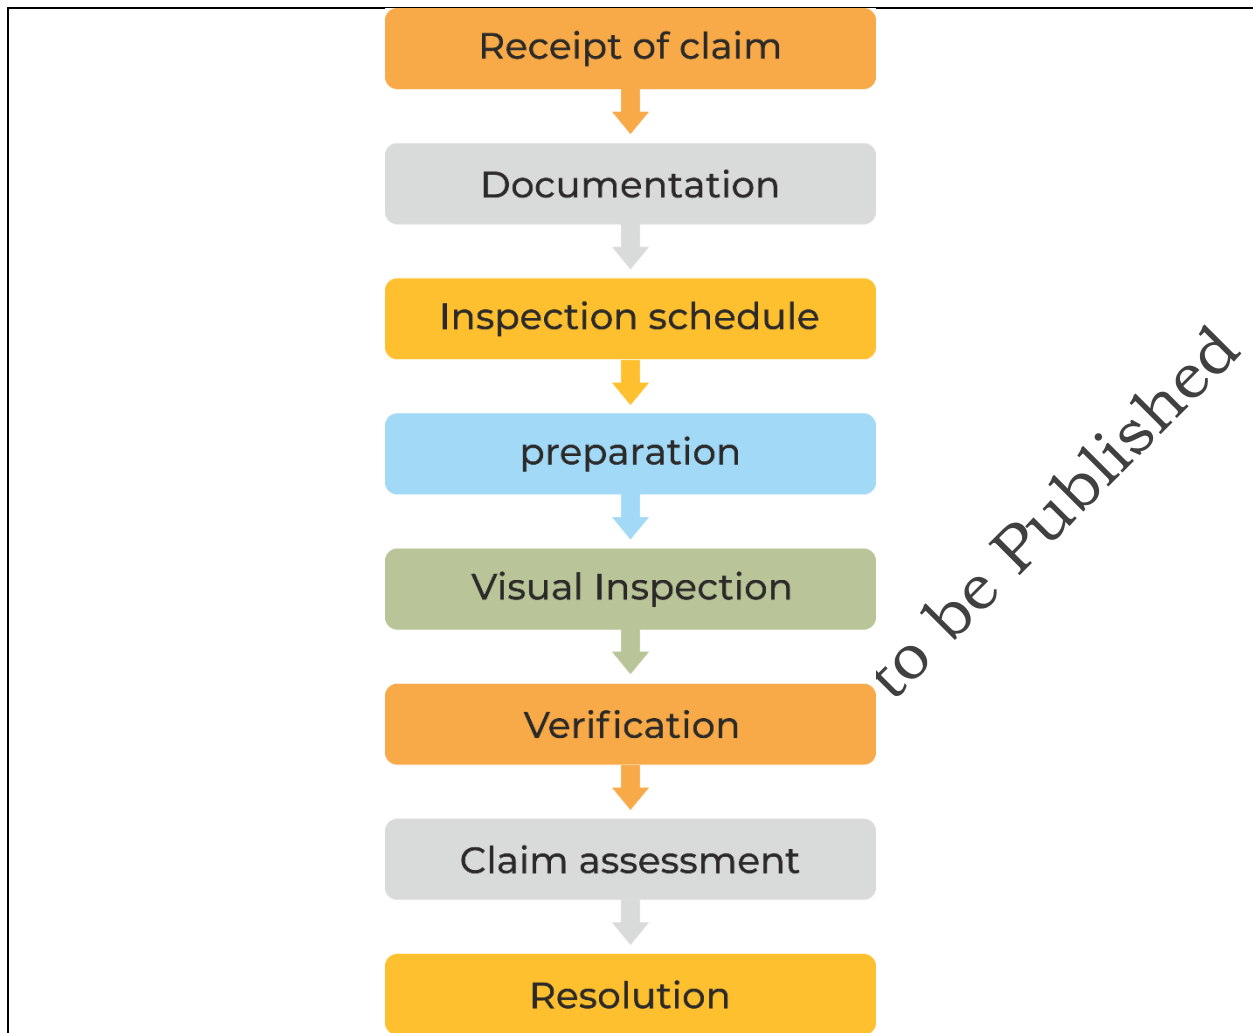 Receipt of claim
Documentation
Inspection schedule
preparation
Visual Inspection
to be Published
Verification
Claim assessment
Resolution